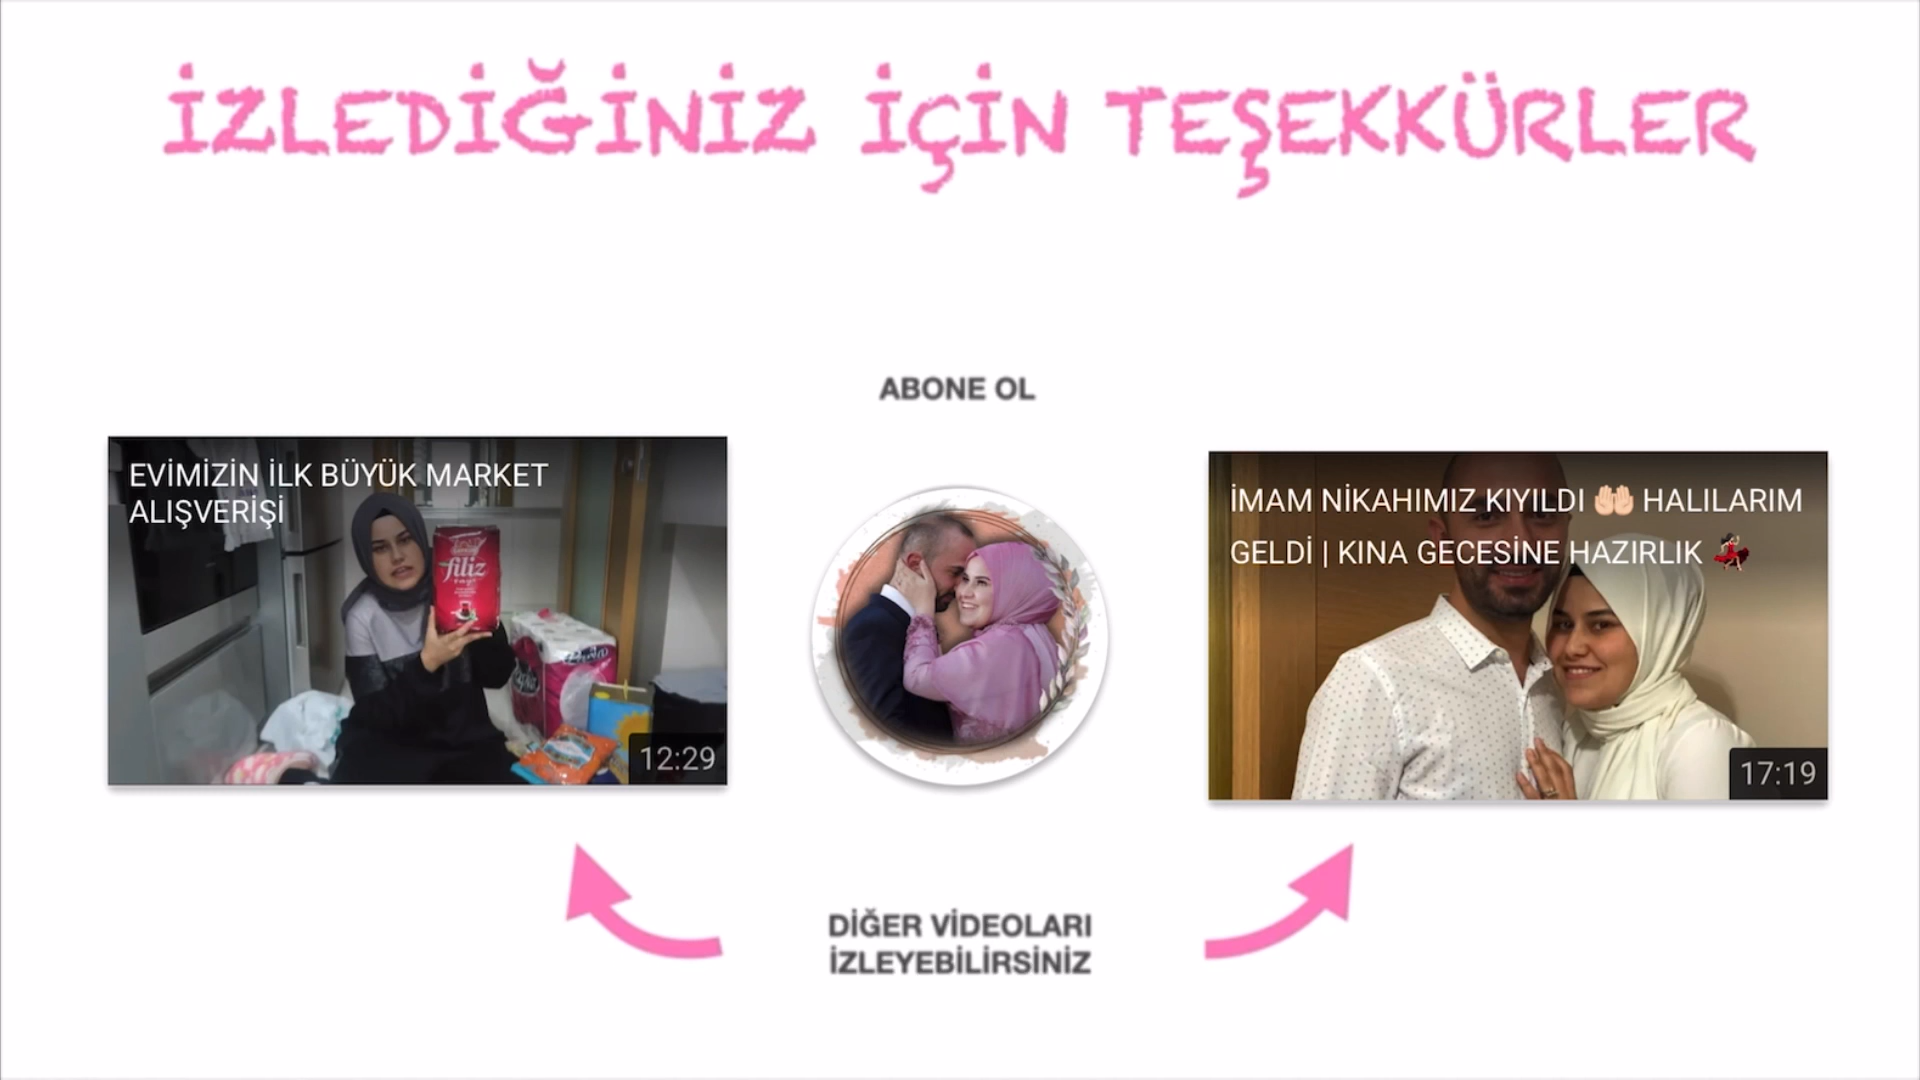 İZLEDİĞİNİZ İÇİN TEŞEKKÜRLER
ABONE OL
EVİMİZİN İLK BÜYÜK MARKET
ALIŞVERİŞİ
filiz
12:29
İMAM NİKAHIMIZ KIYILDI 🤲🏻 HALILARIM
GELDİ | KINA GECESİNE HAZIRLIK 💃🏻
17:19
DİĞER VİDEOLARI
İZLEYEBİLİRSİNİZ